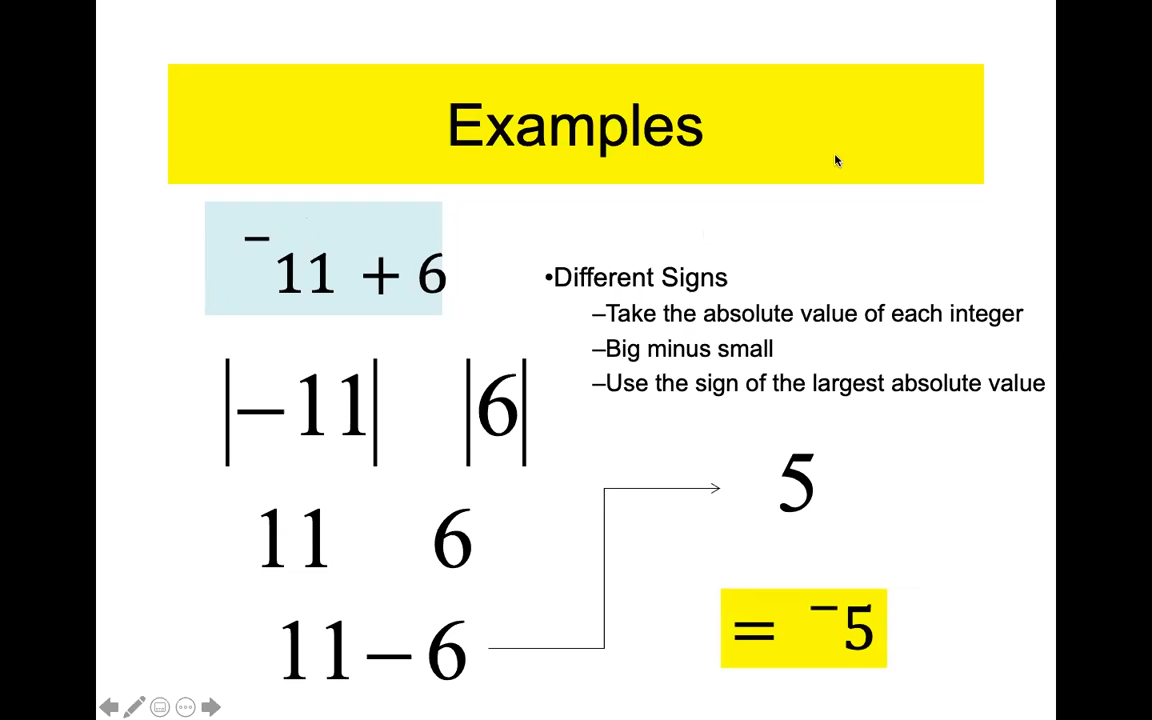 Examples
⁻11 + 6
•Different Signs
–Take the absolute value of each integer
–Big minus small
–Use the sign of the largest absolute value
|−11| |6|
5
11 6
= ⁻5
11−6